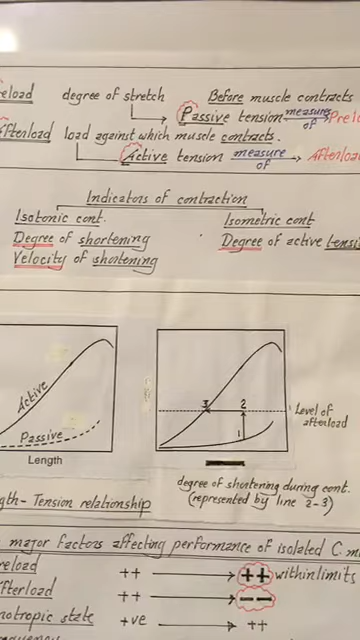 reload degree of stretch Before muscle contracts
Passive tension measure of Prelo
Afterload load against which muscle contracts.
Active tension measure of Afterloa
Indicators of contraction
Isotonic cont. Isometric cont
Degree of shortening Degree of active tensi
Velocity of shortening
Active
Passive
Length
3 2
1
Level of
afterload
degree of shortening during cont.
(represented by line 2-3)
gth-Tension relationship
major factors affecting performance of isolated C. m
reload ++ ++ within limits
fterload ++ --
notropic state +ve ++